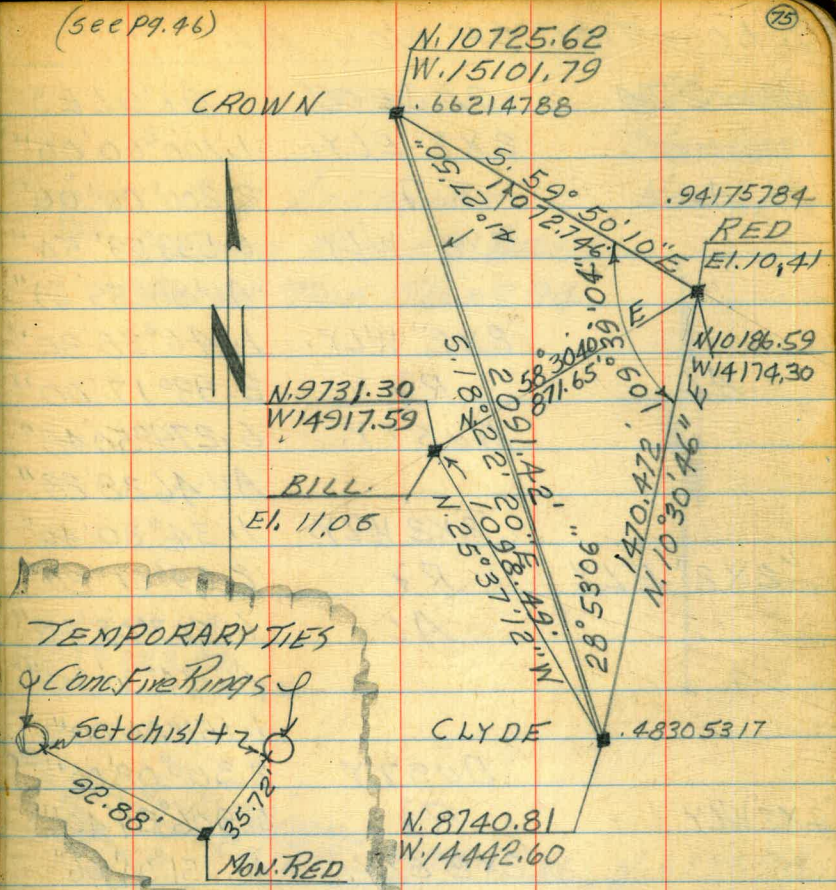 (see pg. 46)
75
N. 10725.62
W. 15101.79
CROWN
.66214788
S. 59° 50' 10" E
1072.746'
41° 27' 50"
.94175784
RED
El. 10.41
N 10186.59
W 14174.30
109° 39' 04"
N. 58° 30' 40" E
871.65'
N. 9731.30
W 14917.59
BILL.
El. 11.06
S. 18° 22' 20" E
2091.42'
N. 25° 37' 12" W
1098.49'
1470.472'
N. 10° 30' 46" E
28° 53' 06"
TEMPORARY TIES
Conc. Fire Rings
Set chisl +
92.88'
35.72'
MON. RED
CLYDE
.48305317
N. 8740.81
W. 14442.60
N